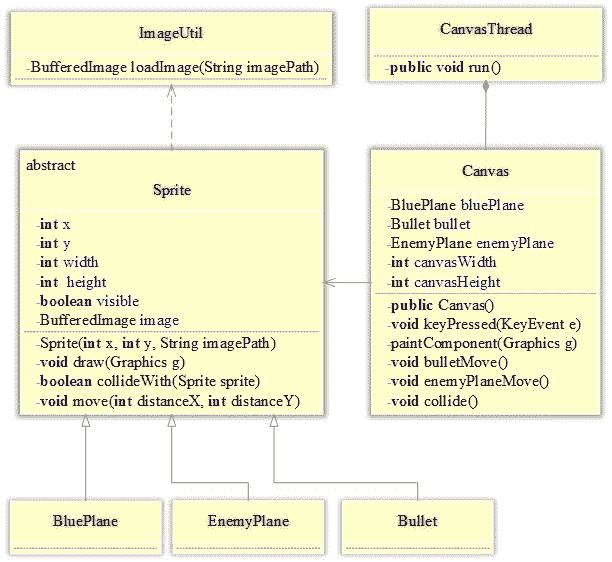 ImageUtil
-BufferedImage loadImage(String imagePath)
CanvasThread
-public void run()
abstract
Sprite
-int x
-int y
-int width
-int height
-boolean visible
-BufferedImage image
-Sprite(int x, int y, String imagePath)
-void draw(Graphics g)
-boolean collideWith(Sprite sprite)
-void move(int distanceX, int distanceY)
Canvas
-BluePlane bluePlane
-Bullet bullet
-EnemyPlane enemyPlane
-int canvasWidth
-int canvasHeight
-public Canvas()
-void keyPressed(KeyEvent e)
-paintComponent(Graphics g)
-void bulletMove()
-void enemyPlaneMove()
-void collide()
BluePlane
EnemyPlane
Bullet